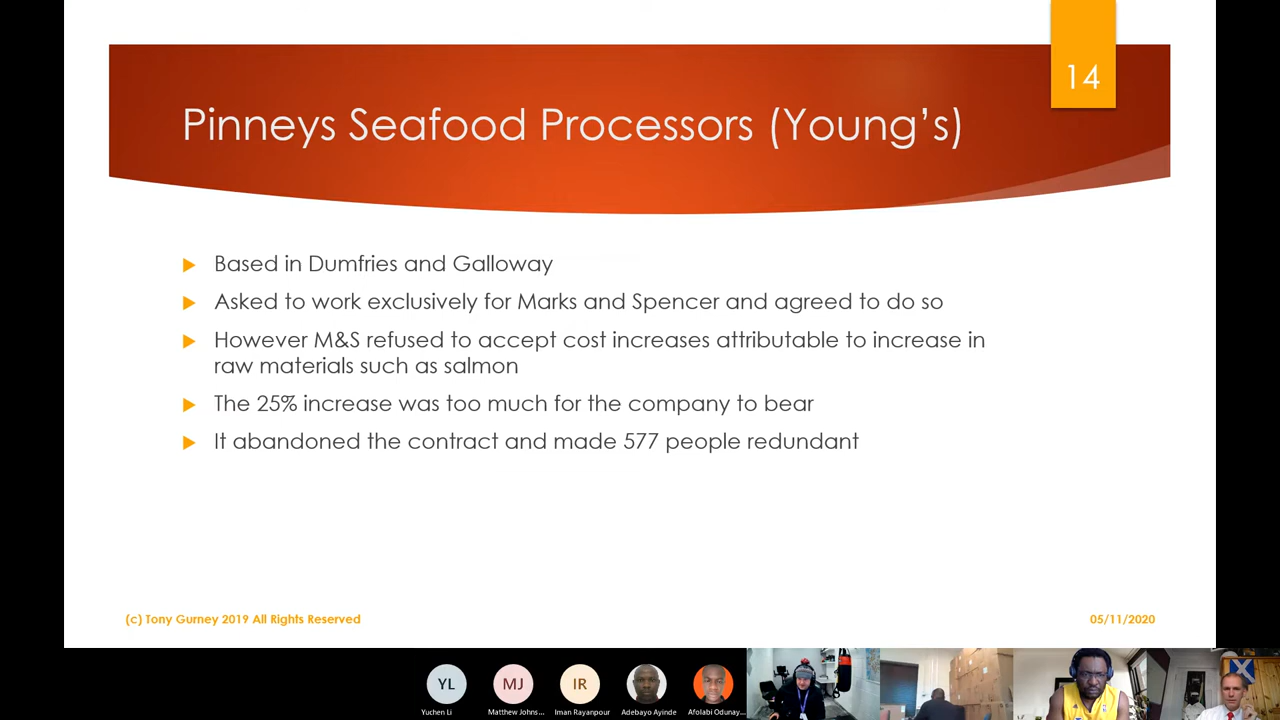 14
Pinneys Seafood Processors (Young's)
Based in Dumfries and Galloway
Asked to work exclusively for Marks and Spencer and agreed to do so
However M&S refused to accept cost increases attributable to increase in
raw materials such as salmon
The 25% increase was too much for the company to bear
It abandoned the contract and made 577 people redundant
(c) Tony Gurney 2019 All Rights Reserved
05/11/2020
YL
MJ
IR
Yuchen Li
Matthew Johns...
Iman Rayanpour
Adebayo Ayinde
Afolabi Odunay...